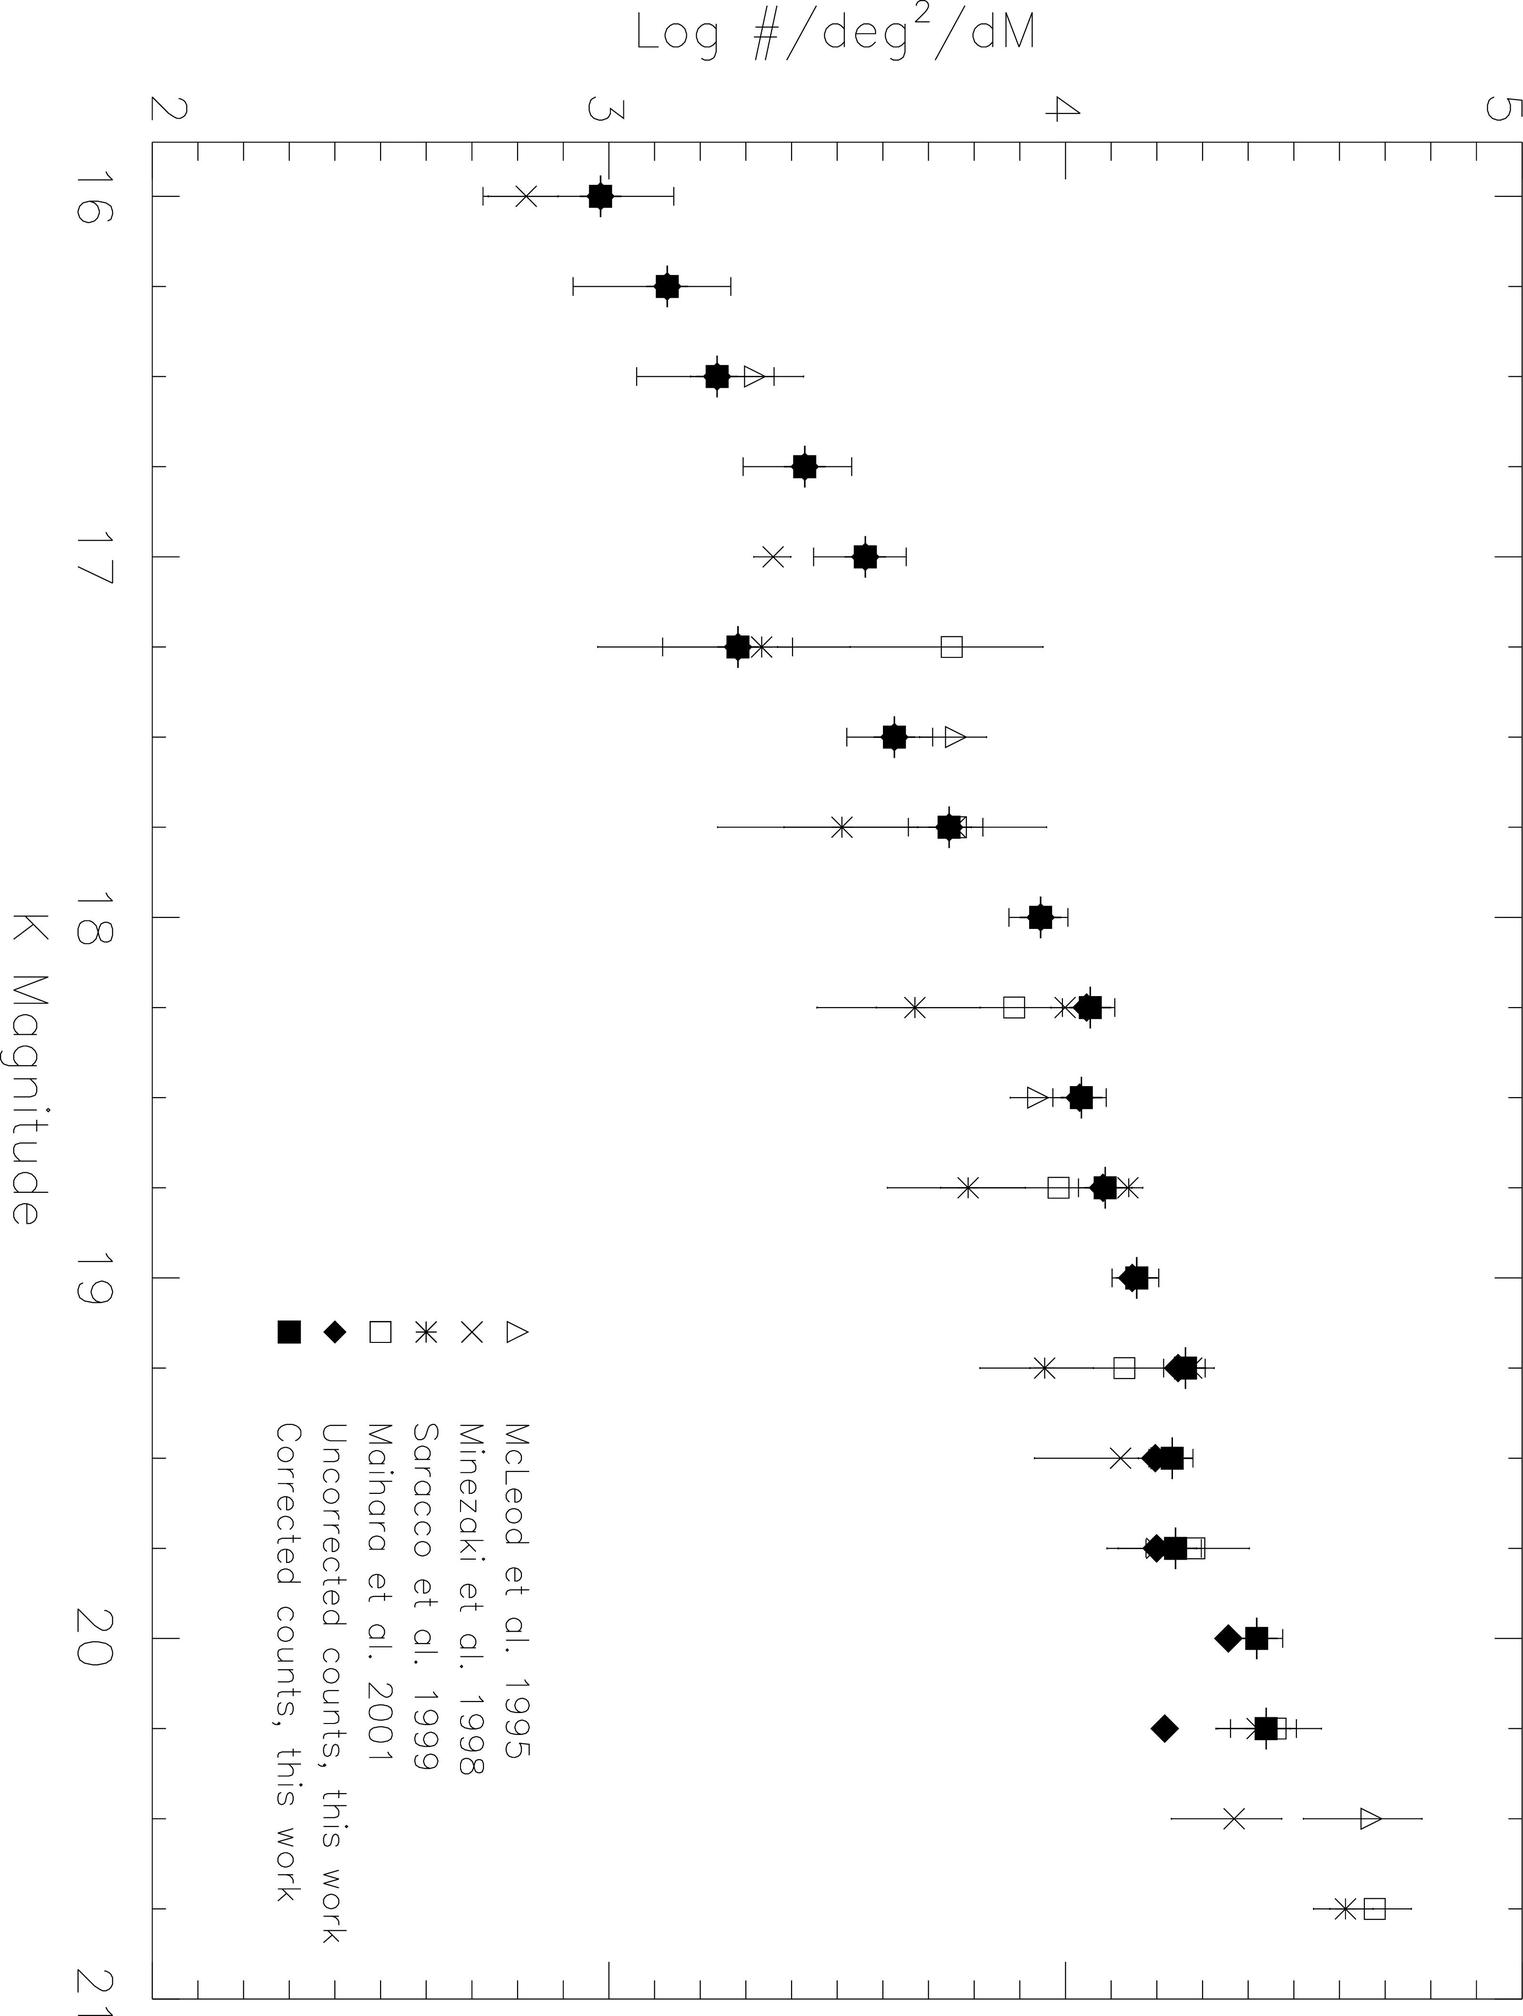 Log #/deg²/dM
5
4
3
2
16
17
18
19
20
21
K Magnitude
McLeod et al. 1995
Minezaki et al. 1998
Saracco et al. 1999
Maihara et al. 2001
Uncorrected counts, this work
Corrected counts, this work